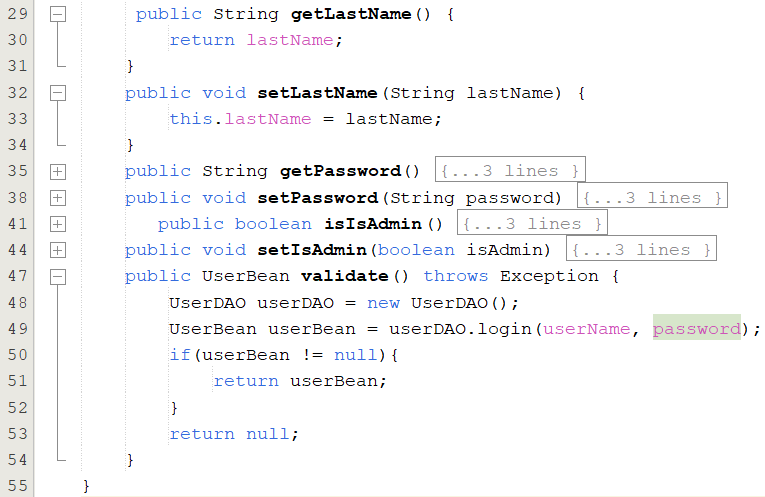 29 public String getLastName() {
30 return lastName;
31 }
32 public void setLastName(String lastName) {
33 this.lastName = lastName;
34 }
35 public String getPassword() {...3 lines }
38 public void setPassword(String password) {...3 lines }
41 public boolean isIsAdmin() {...3 lines }
44 public void setIsAdmin(boolean isAdmin) {...3 lines }
47 public UserBean validate() throws Exception {
48 UserDAO userDAO = new UserDAO();
49 UserBean userBean = userDAO.login(userName, password);
50 if(userBean != null){
51 return userBean;
52 }
53 return null;
54 }
55 }